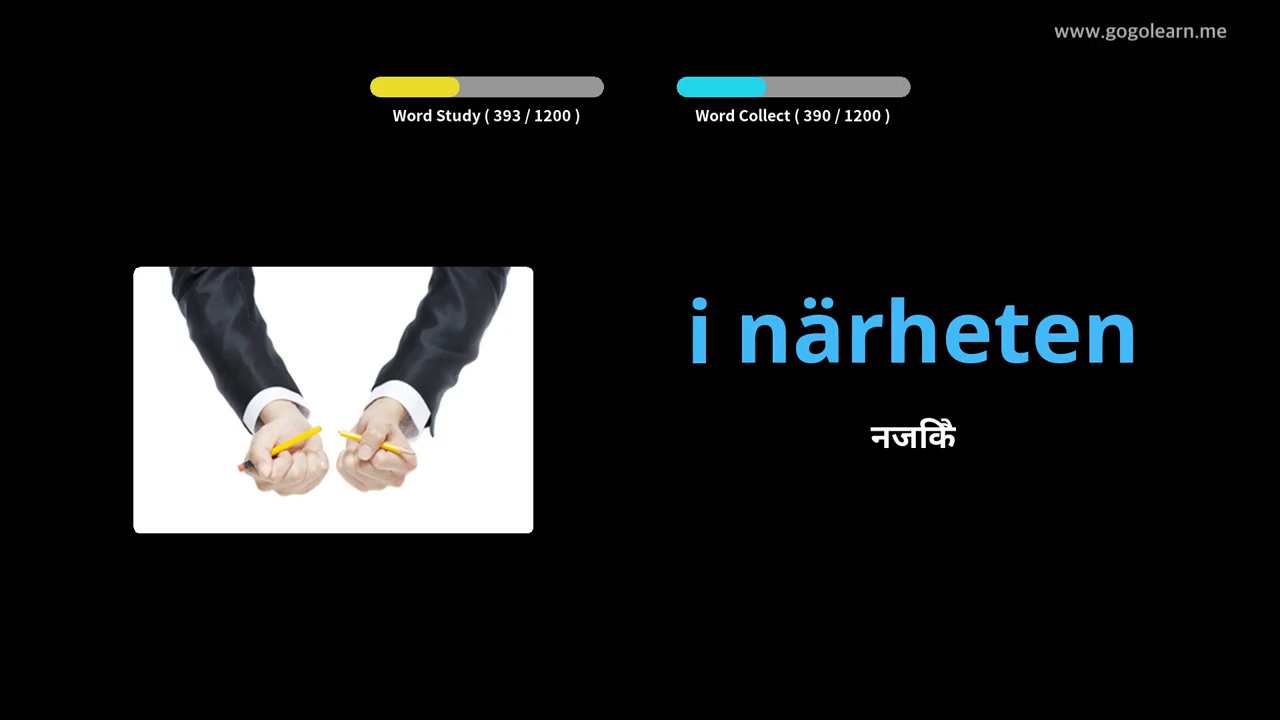 www.gogolearn.me
Word Study ( 393 / 1200 )
Word Collect ( 390 / 1200 )
i närheten
नजकिै